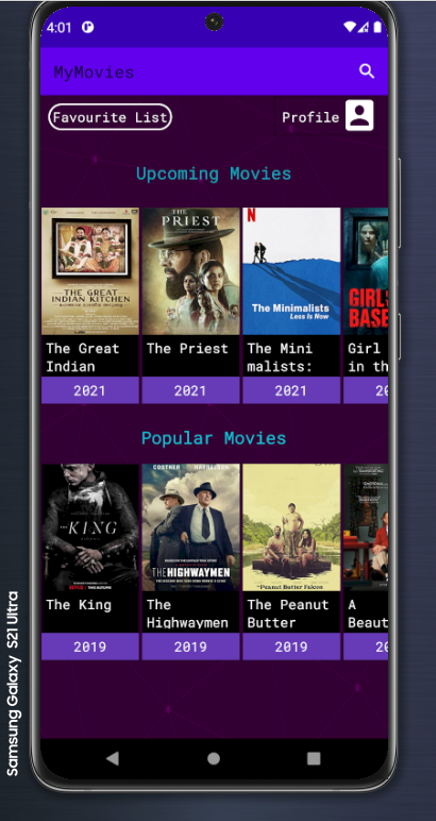 4:01
MyMovies
Favourite List
Profile
Upcoming Movies
THE GREAT
INDIAN KITCHEN
THE
PRIEST
N
The Minimalists
Less Is Now
GIRL
BASE
The Great
Indian
The Priest
The Mini
malists:
Girl
in th
2021
2021
2021
20
Popular Movies
THE
KING
COSTNER HARRELSON
THE HIGHWAYMEN
The Peanut Butter Falcon
The King
The
Highwaymen
The Peanut
Butter
A
Beaut
2019
2019
2019
20
Samsung Galaxy S21 Ultra